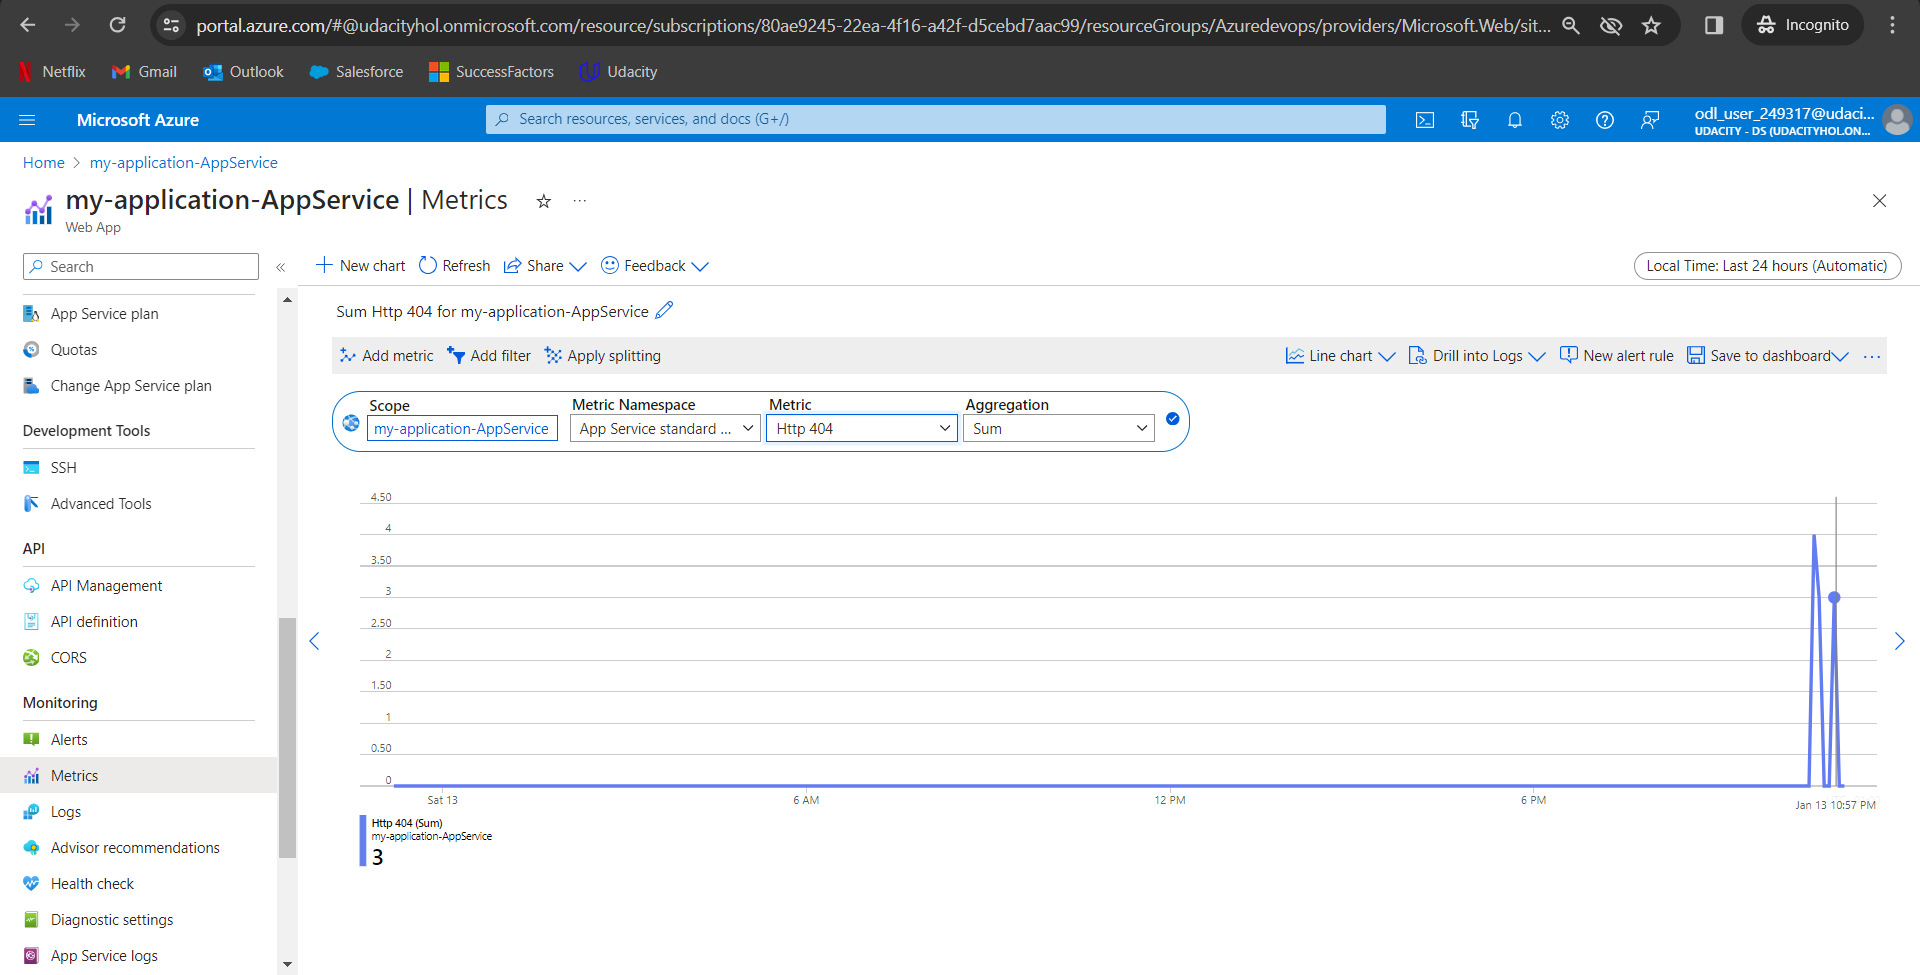 portal.azure.com/#@udacityhol.onmicrosoft.com/resource/subscriptions/80ae9245-22ea-4f16-a42f-d5cebd7aac99/resourceGroups/Azuredevops/providers/Microsoft.Web/sit...
Incognito
Netflix
Gmail
Outlook
Salesforce
SuccessFactors
Udacity
Microsoft Azure
Search resources, services, and docs (G+/)
odl_user_249317@udaci...
UDACITY - DS (UDACITYHOL.ON...
Home > my-application-AppService
my-application-AppService | Metrics
Web App
Search
New chart
Refresh
Share
Feedback
Local Time: Last 24 hours (Automatic)
App Service plan
Quotas
Change App Service plan
Development Tools
SSH
Advanced Tools
API
API Management
API definition
CORS
Monitoring
Alerts
Metrics
Logs
Advisor recommendations
Health check
Diagnostic settings
App Service logs
Sum Http 404 for my-application-AppService
Add metric
Add filter
Apply splitting
Line chart
Drill into Logs
New alert rule
Save to dashboard
Scope
my-application-AppService
Metric Namespace
App Service standard ...
Metric
Http 404
Aggregation
Sum
4.50
4
3.50
3
2.50
2
1.50
1
0.50
0
Sat 13
6 AM
12 PM
6 PM
Jan 13 10:57 PM
Http 404 (Sum)
my-application-AppService
3